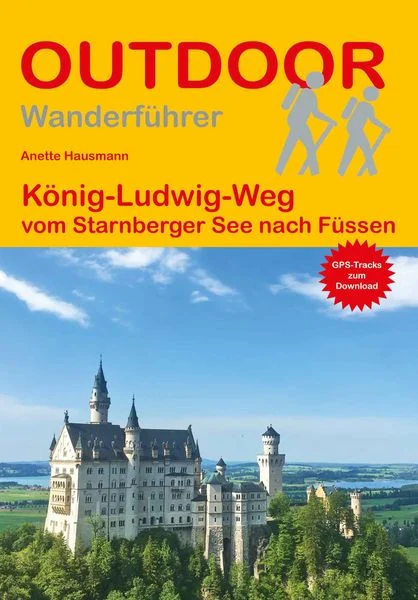 OUTDOOR
Wanderführer
Anette Hausmann
König-Ludwig-Weg
vom Starnberger See nach Füssen
GPS-Tracks
zum
Download